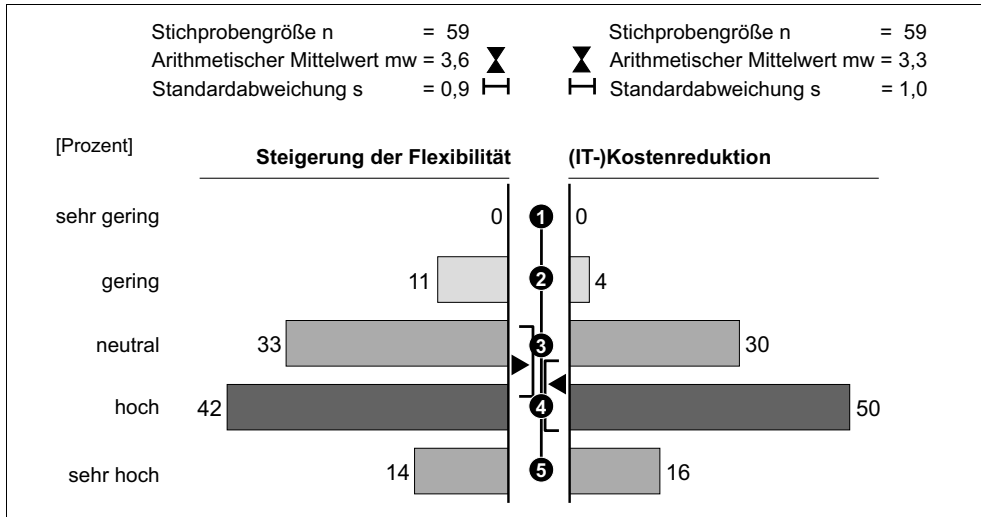 Stichprobengröße n = 59
Arithmetischer Mittelwert mw = 3,6
Standardabweichung s = 0,9
Stichprobengröße n = 59
Arithmetischer Mittelwert mw = 3,3
Standardabweichung s = 1,0
[Prozent]
Steigerung der Flexibilität (IT-)Kostenreduktion
sehr gering 0 1 0
gering 11 2 4
neutral 33 3 30
hoch 42 4 50
sehr hoch 14 5 16